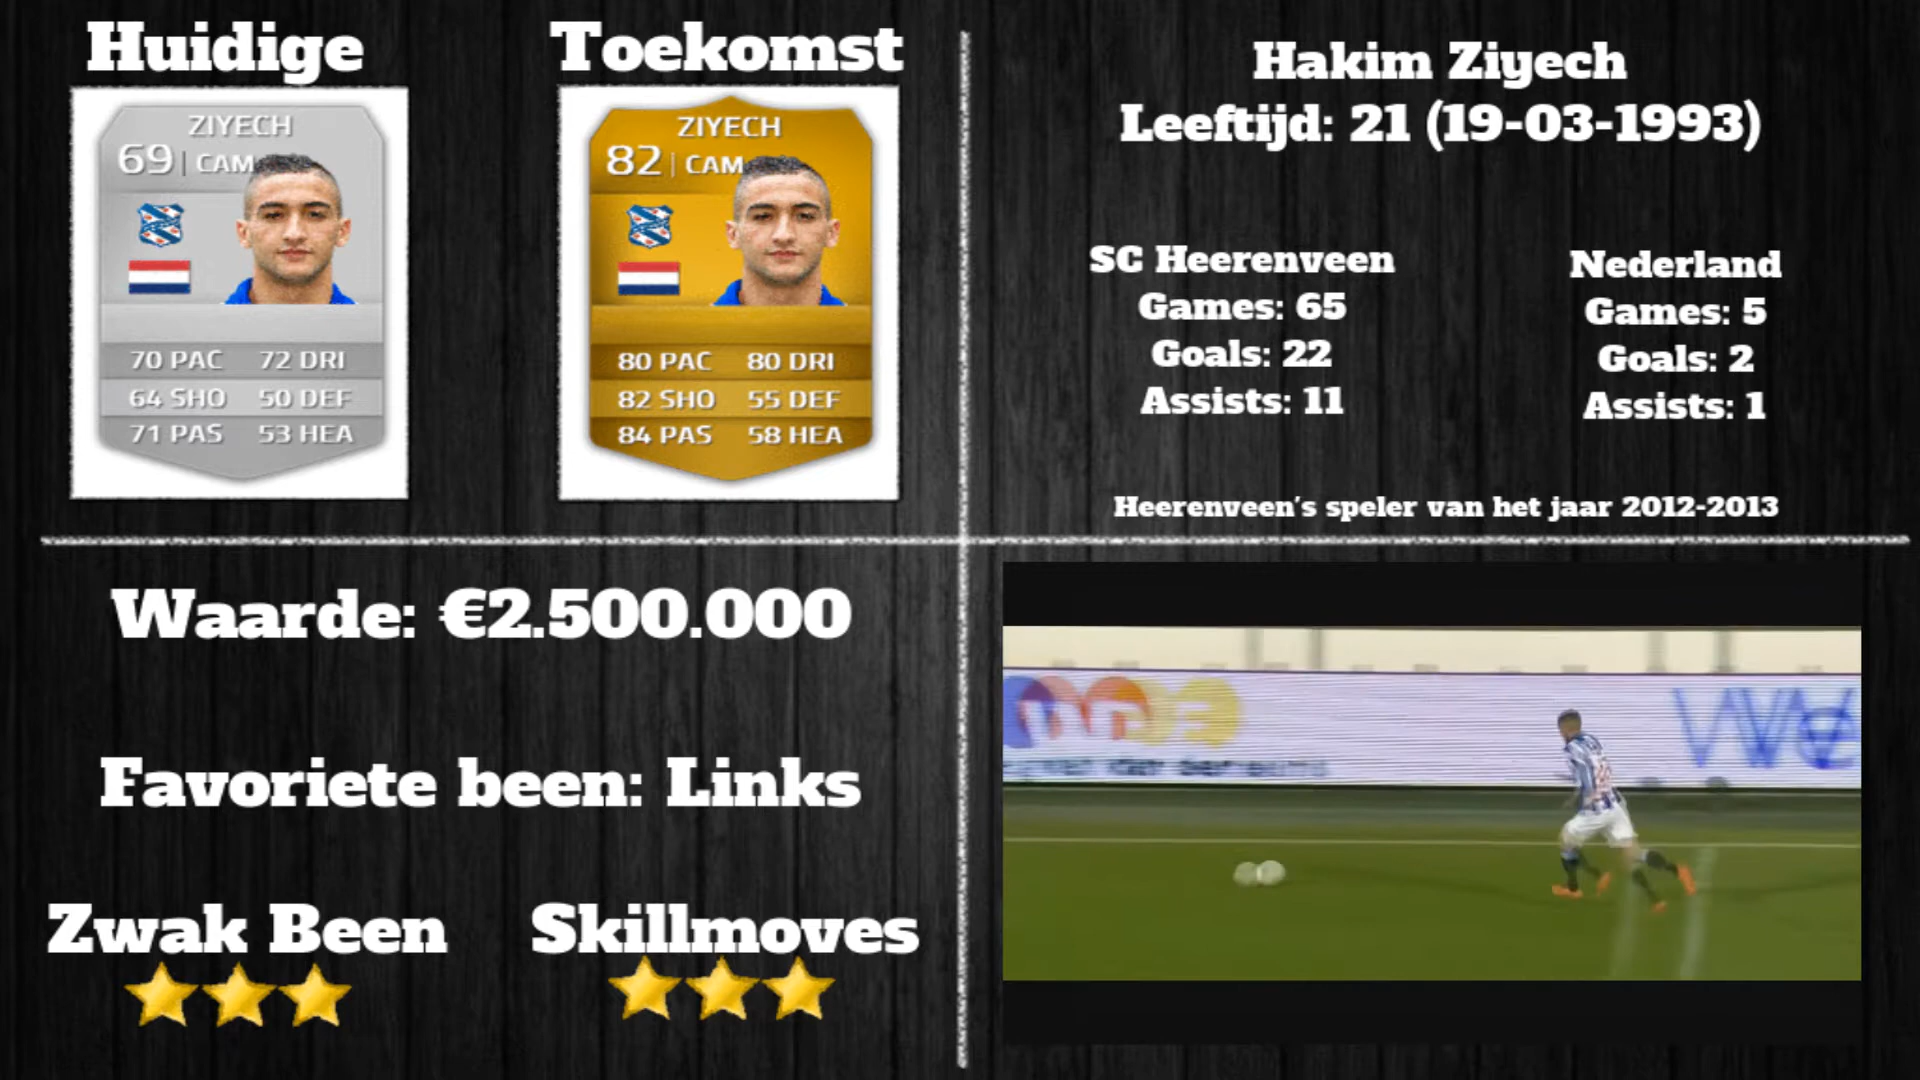 Huidige
Toekomst
ZIYECH
69 | CAM
70 PAC 72 DRI
64 SHO 50 DEF
71 PAS 53 HEA
ZIYECH
82 | CAM
80 PAC 80 DRI
82 SHO 55 DEF
84 PAS 58 HEA
Hakim Ziyech
Leeftijd: 21 (19-03-1993)
SC Heerenveen
Games: 65
Goals: 22
Assists: 11
Nederland
Games: 5
Goals: 2
Assists: 1
Heerenveen's speler van het jaar 2012-2013
Waarde: €2.500.000
Favoriete been: Links
Zwak Been
Skillmoves